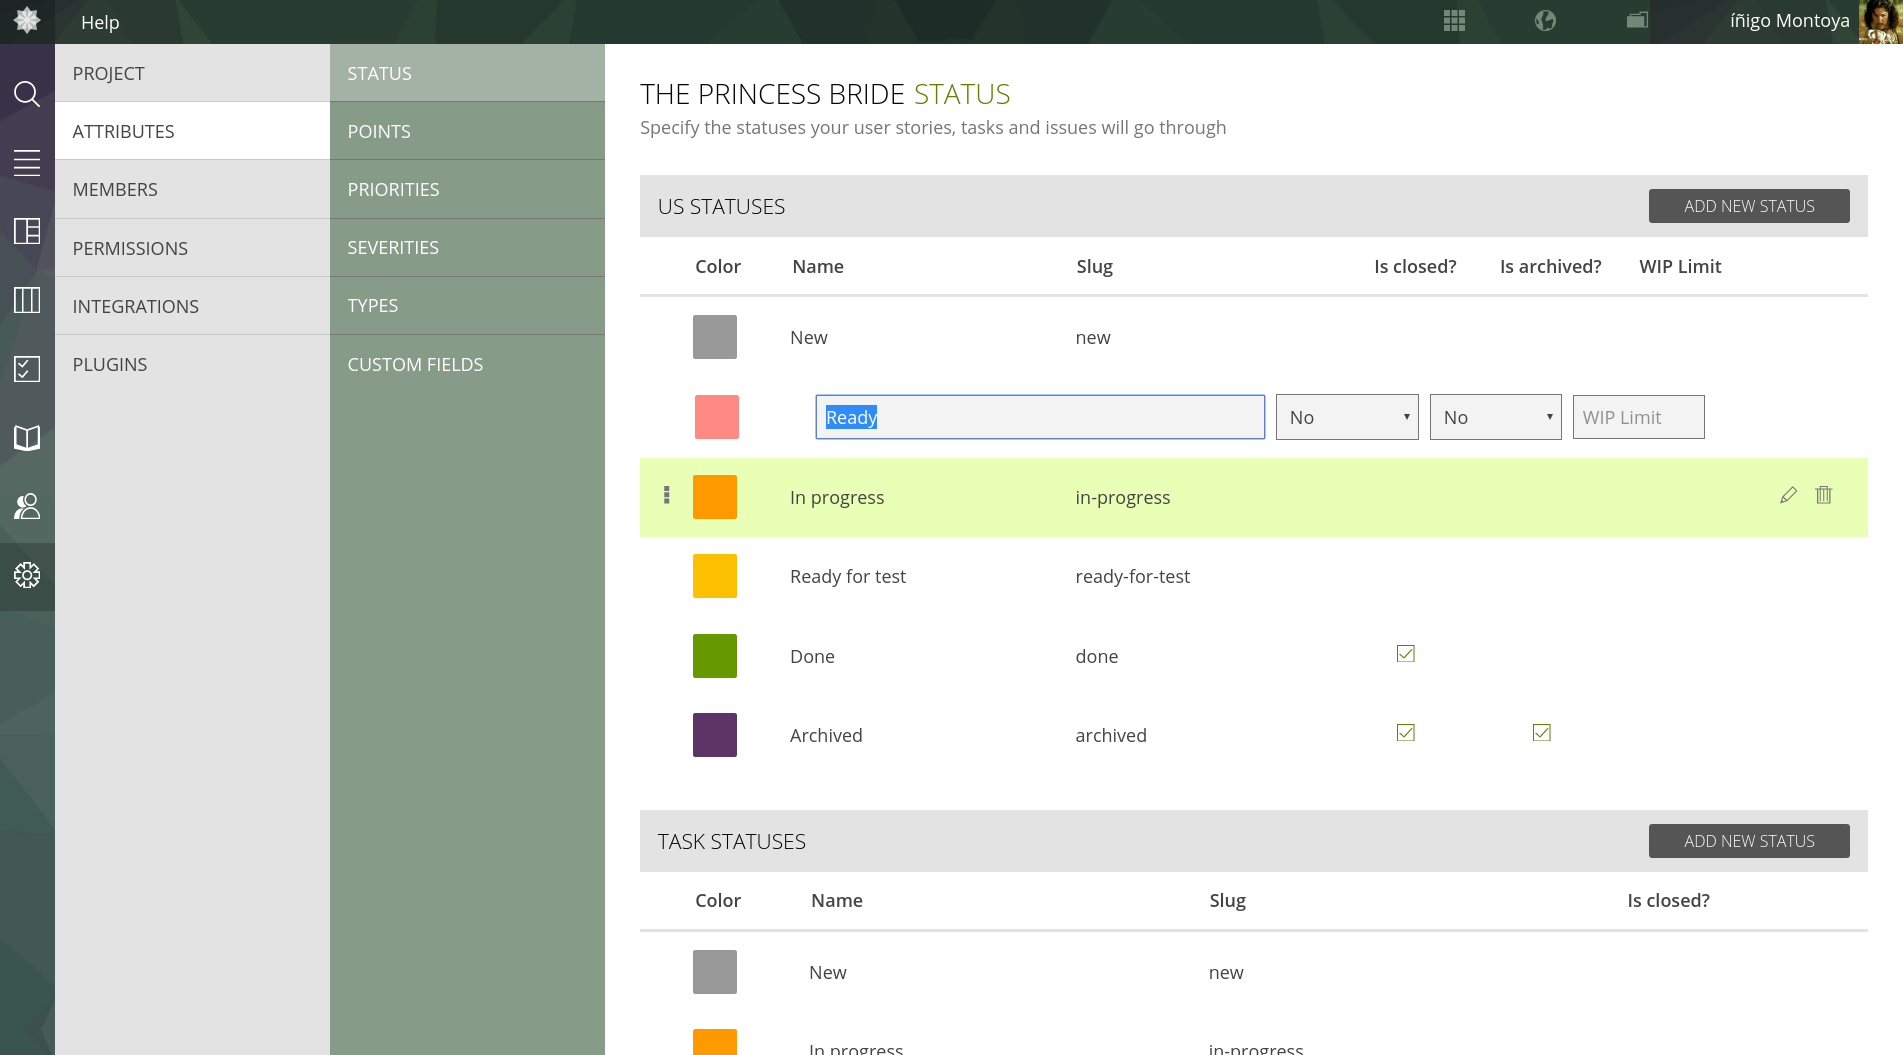 Help
íñigo Montoya
PROJECT
ATTRIBUTES
MEMBERS
PERMISSIONS
INTEGRATIONS
PLUGINS
STATUS
POINTS
PRIORITIES
SEVERITIES
TYPES
CUSTOM FIELDS
THE PRINCESS BRIDE STATUS
Specify the statuses your user stories, tasks and issues will go through
US STATUSES ADD NEW STATUS
Color Name Slug Is closed? Is archived? WIP Limit
New new
Ready No No WIP Limit
In progress in-progress
Ready for test ready-for-test
Done done
Archived archived
TASK STATUSES ADD NEW STATUS
Color Name Slug Is closed?
New new
In progress in-progress